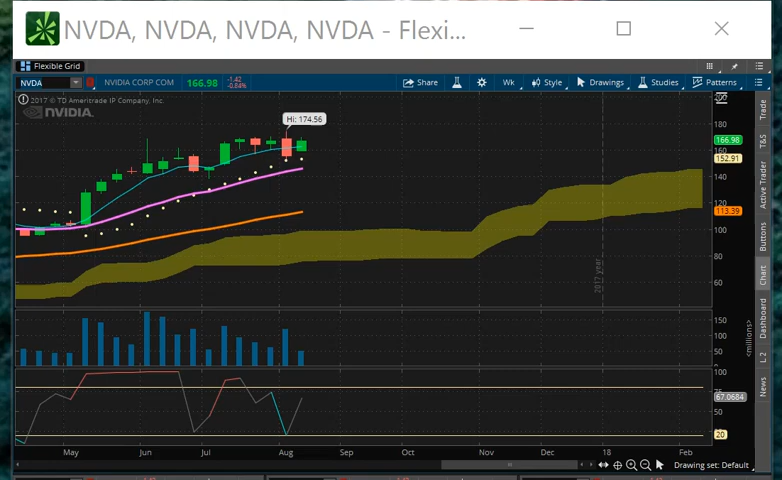 NVDA, NVDA, NVDA, NVDA - Flexi...
Flexible Grid
NVDA NVIDIA CORP COM 166.98 -1.42 -0.84% Share Wk Style Drawings Studies Patterns
2017 © TD Ameritrade IP Company, Inc.
NVIDIA.
Hi: 174.56
180
166.98
160
152.91
140
120
113.39
100
80
60
2017 year
150
100
50
<millions>
100
75
67.0684
50
20
May Jun Jul Aug Sep Oct Nov Dec 18 Feb
Drawing set: Default
Trade
T&S
Active Trader
Buttons
Chart
Dashboard
L 2
News